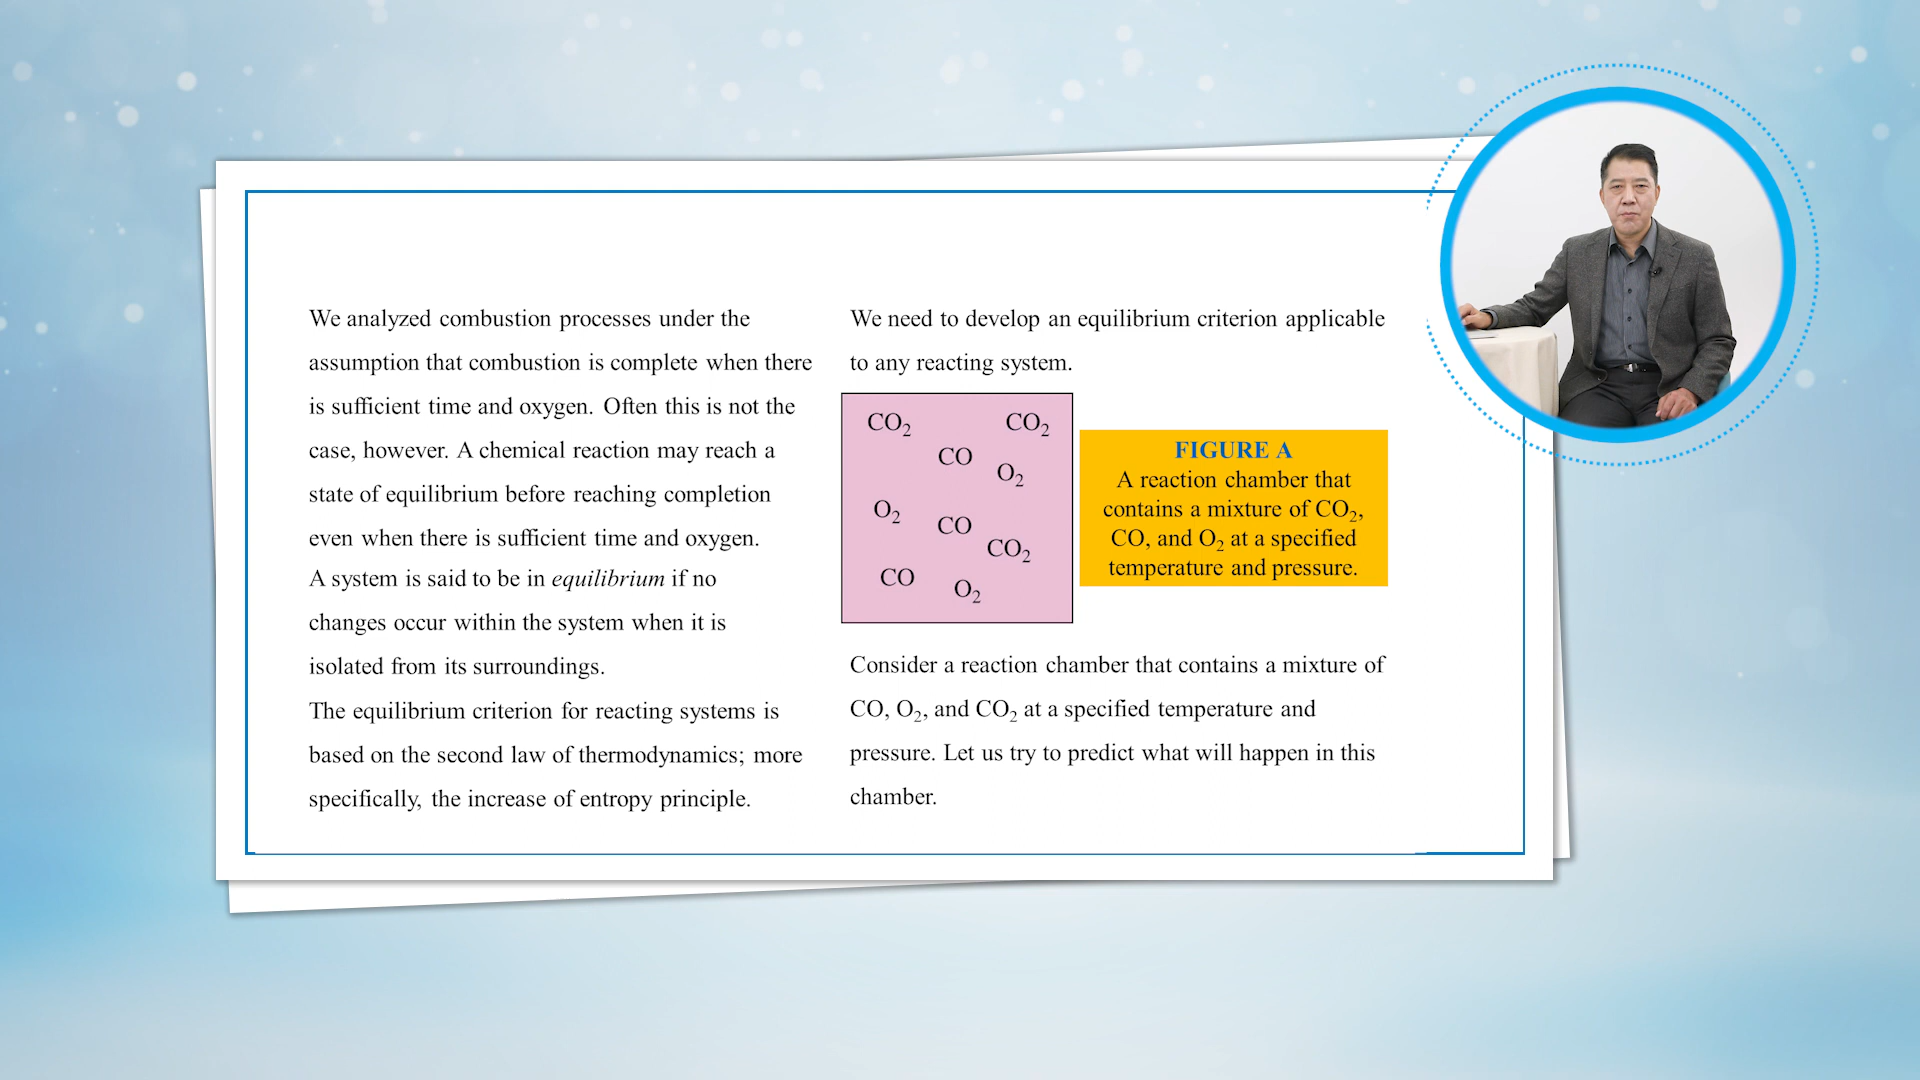 We analyzed combustion processes under the
assumption that combustion is complete when there
is sufficient time and oxygen. Often this is not the
case, however. A chemical reaction may reach a
state of equilibrium before reaching completion
even when there is sufficient time and oxygen.
A system is said to be in equilibrium if no
changes occur within the system when it is
isolated from its surroundings.
The equilibrium criterion for reacting systems is
based on the second law of thermodynamics; more
specifically, the increase of entropy principle.
We need to develop an equilibrium criterion applicable
to any reacting system.
CO₂ CO₂
CO
O₂
O₂
CO
CO₂
CO
O₂
FIGURE A
A reaction chamber that
contains a mixture of CO₂,
CO, and O₂ at a specified
temperature and pressure.
Consider a reaction chamber that contains a mixture of
CO, O₂, and CO₂ at a specified temperature and
pressure. Let us try to predict what will happen in this
chamber.